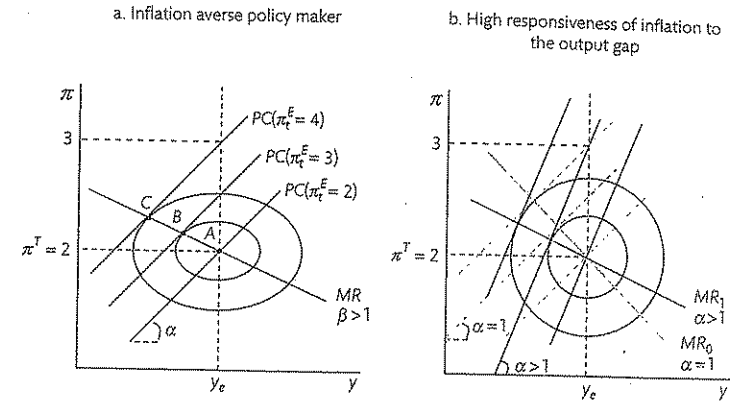 a. Inflation averse policy maker
π
3
PC(π_t^E = 4)
PC(π_t^E = 3)
PC(π_t^E = 2)
C
B
A
π^T = 2
MR
β>1
α
y_e
y
b. High responsiveness of inflation to
the output gap
π
3
π^T = 2
MR_1
α>1
MR_0
α=1
α=1
α>1
y_e
y